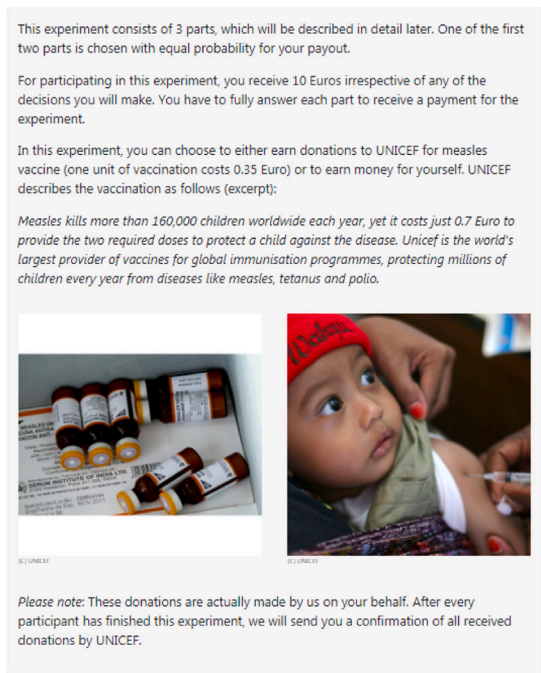 This experiment consists of 3 parts, which will be described in detail later. One of the first
two parts is chosen with equal probability for your payout.
For participating in this experiment, you receive 10 Euros irrespective of any of the
decisions you will make. You have to fully answer each part to receive a payment for the
experiment.
In this experiment, you can choose to either earn donations to UNICEF for measles
vaccine (one unit of vaccination costs 0.35 Euro) or to earn money for yourself. UNICEF
describes the vaccination as follows (excerpt):
Measles kills more than 160,000 children worldwide each year, yet it costs just 0.7 Euro to
provide the two required doses to protect a child against the disease. Unicef is the world's
largest provider of vaccines for global immunisation programmes, protecting millions of
children every year from diseases like measles, tetanus and polio.
SERUM INSTITUTE OF INDIA LTD.
(C) UNICEF
(C) UNICEF
Please note: These donations are actually made by us on your behalf. After every
participant has finished this experiment, we will send you a confirmation of all received
donations by UNICEF.